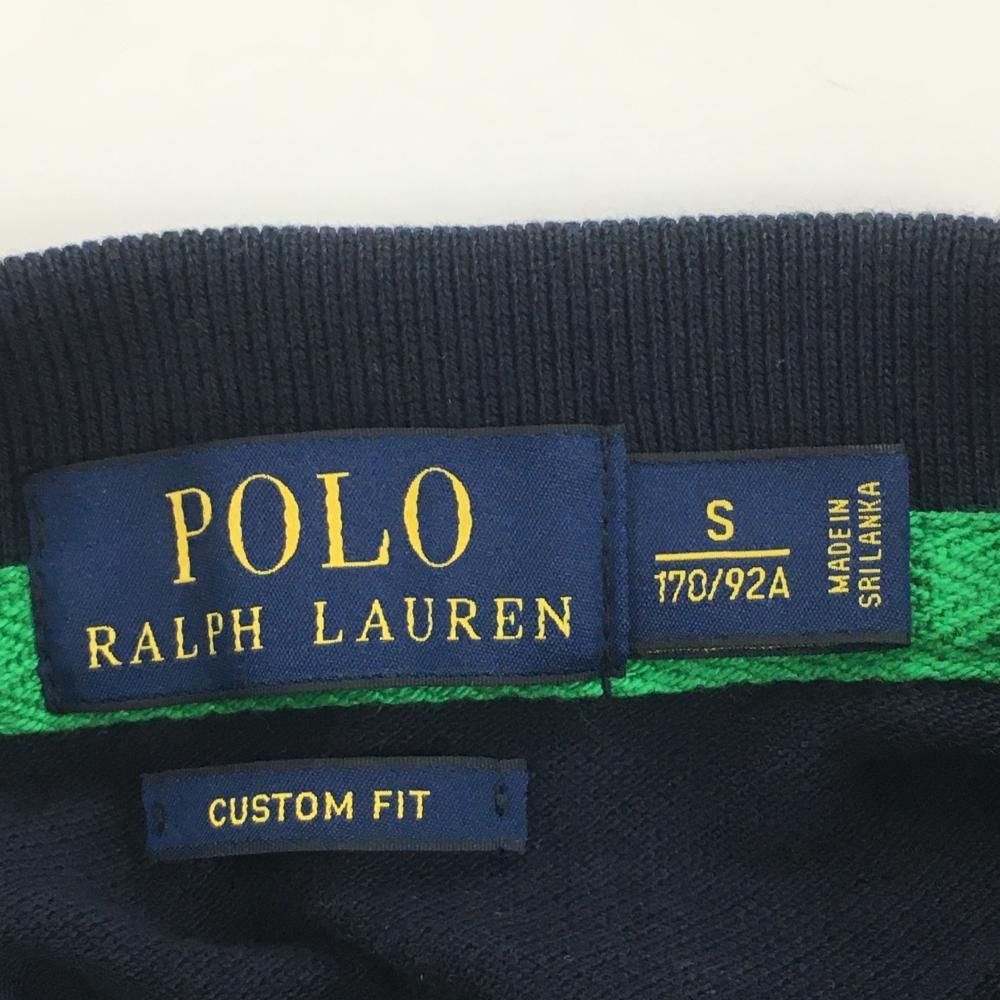 POLO
RALPH LAUREN
S
170/92A
MADE IN
SRI LANKA
CUSTOM FIT